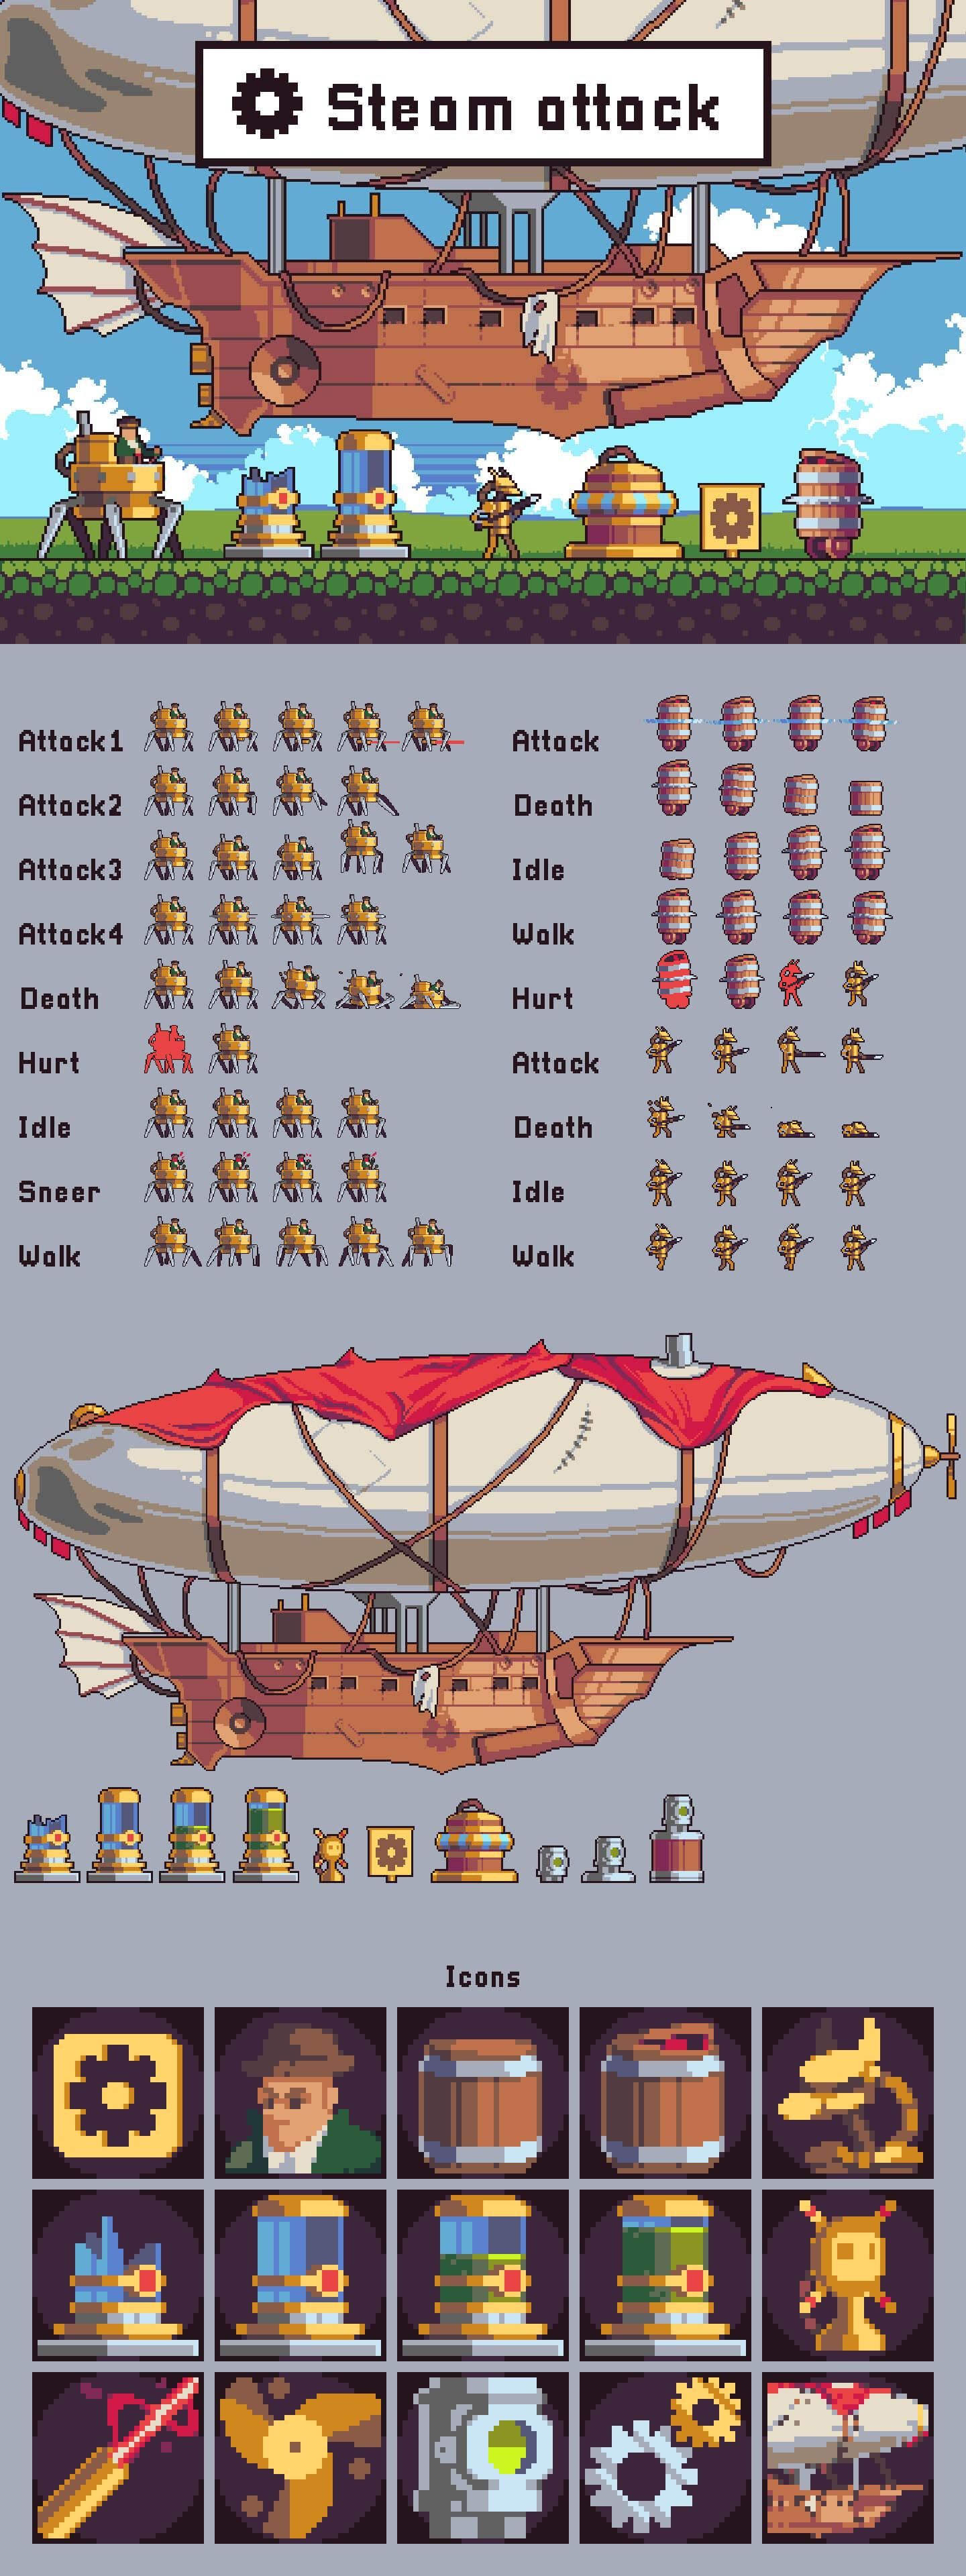 Steam attack
Attack1
Attack2
Attack3
Attack4
Death
Hurt
Idle
Sneer
Walk
Attack
Death
Idle
Walk
Hurt
Attack
Death
Idle
Walk
Icons